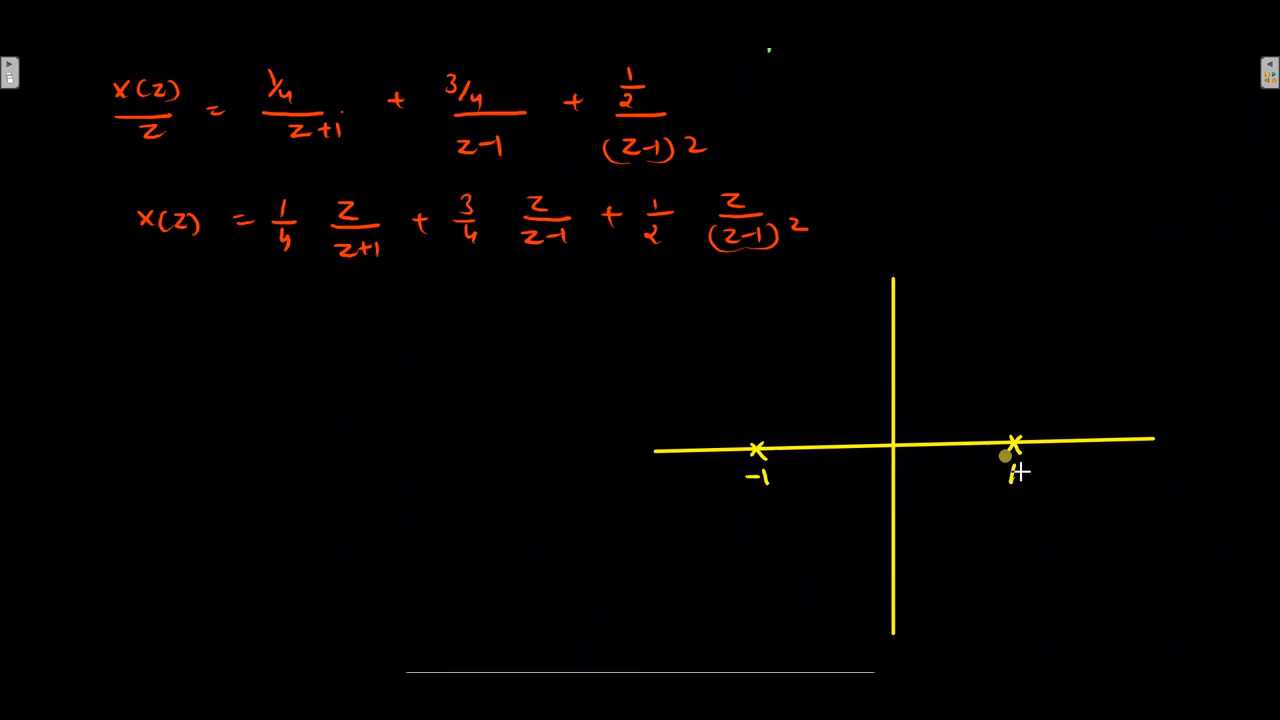 X(Z)/Z = 1/4/Z+1 + 3/4/Z-1 + 1/2/(Z-1)2
X(Z) = 1/4 Z/Z+1 + 3/4 Z/Z-1 + 1/2 Z/(Z-1)2
-1 1